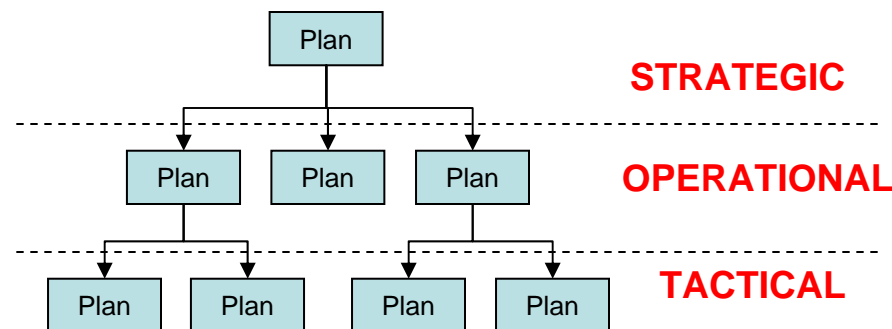 Plan
STRATEGIC
Plan Plan Plan
OPERATIONAL
Plan Plan Plan Plan
TACTICAL